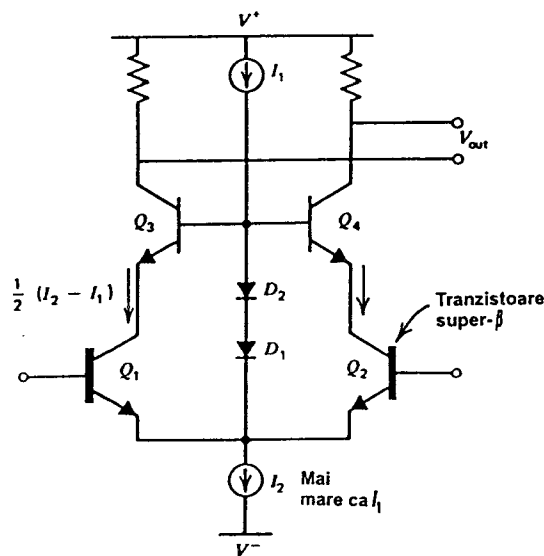 V⁺
I₁
V_out
Q₃
Q₄
½ (I₂ − I₁)
D₂
Tranzistoare
super-β
D₁
Q₁
Q₂
I₂
Mai
mare ca I₁
V⁻